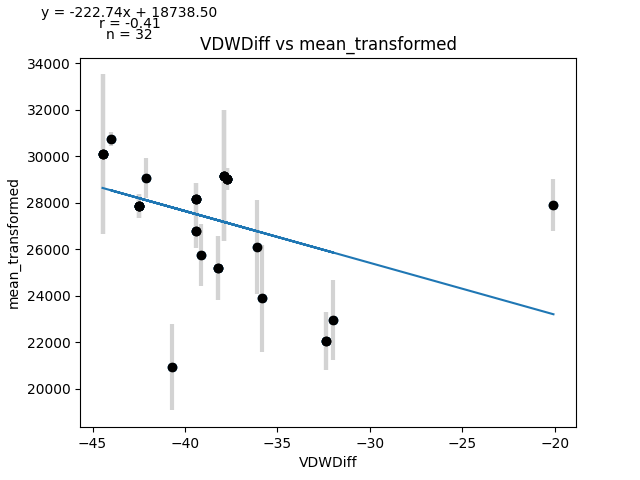 y = -222.74x + 18738.50
r = -0.41
n = 32
VDWDiff vs mean_transformed
34000
32000
30000
28000
26000
24000
22000
20000
mean_transformed
−45
−40
−35
−30
−25
−20
VDWDiff